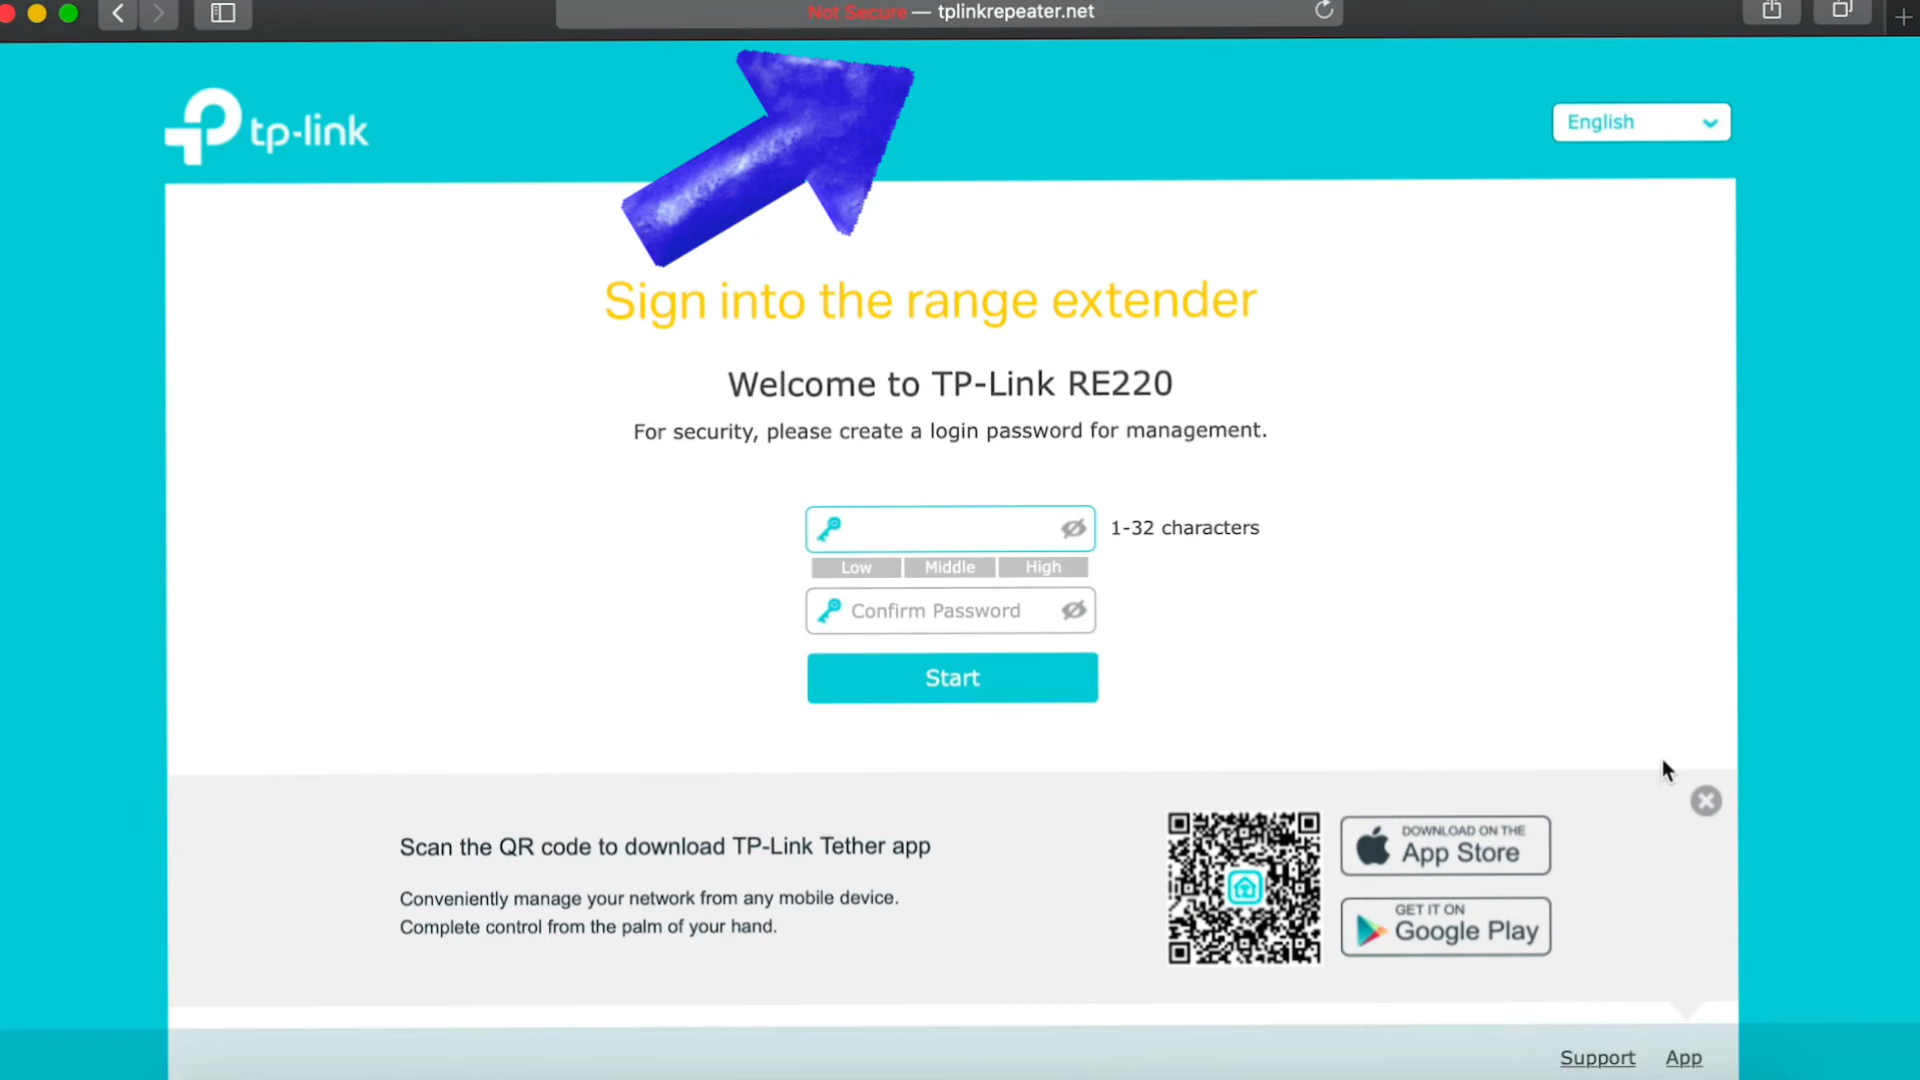 Not Secure — tplinkrepeater.net
tp-link
English
Sign into the range extender
Welcome to TP-Link RE220
For security, please create a login password for management.
1-32 characters
Low Middle High
Confirm Password
Start
Scan the QR code to download TP-Link Tether app
Conveniently manage your network from any mobile device.
Complete control from the palm of your hand.
DOWNLOAD ON THE
App Store
GET IT ON
Google Play
Support App